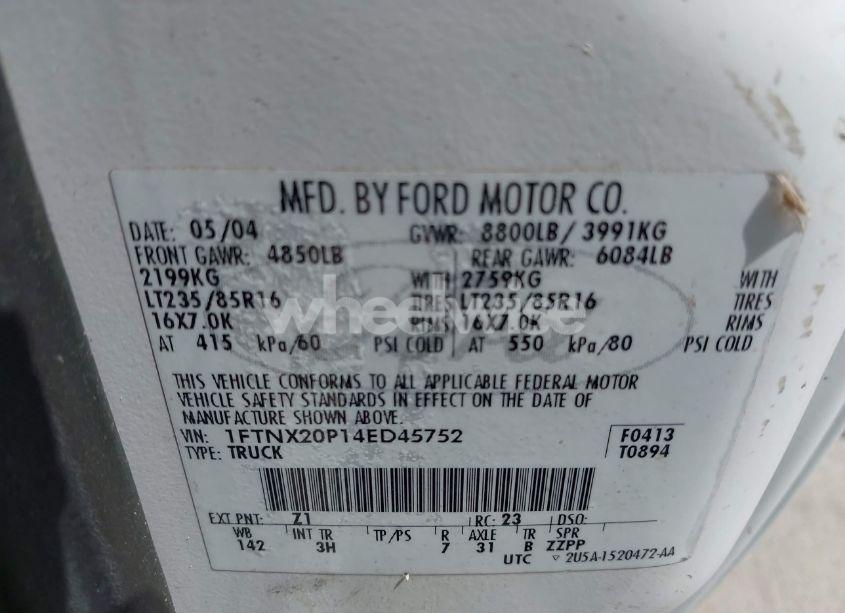 MFD. BY FORD MOTOR CO.
DATE: 05/04 GVWR: 8800LB / 3991KG
FRONT GAWR: 4850LB REAR GAWR: 6084LB
2199KG WITH 2759KG WITH
LT235/85R16 TIRES LT235/85R16 TIRES
16X7.0K RIMS 16X7.0K RIMS
AT 415 kPa/60 PSI COLD AT 550 kPa/80 PSI COLD
THIS VEHICLE CONFORMS TO ALL APPLICABLE FEDERAL MOTOR
VEHICLE SAFETY STANDARDS IN EFFECT ON THE DATE OF
MANUFACTURE SHOWN ABOVE.
VIN: 1FTNX20P14ED45752 F0413
TYPE: TRUCK T0894
EXT PNT: Z1 RC: 23 DSO:
WB INT TR TP/PS R AXLE TR SPR
142 3H 7 31 B ZZPP
UTC 2U5A-1520472-AA